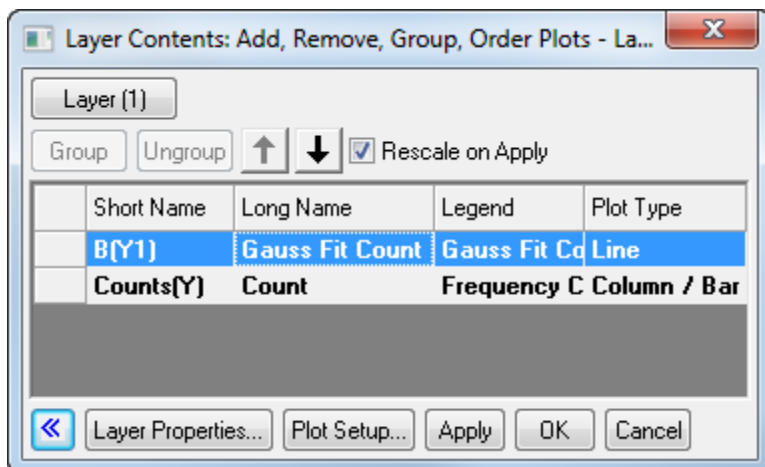 Layer Contents: Add, Remove, Group, Order Plots - La...
x
Layer (1)
Group Ungroup Rescale on Apply
Short Name Long Name Legend Plot Type
B(Y1) Gauss Fit Count Gauss Fit Co Line
Counts(Y) Count Frequency C Column / Bar
Layer Properties... Plot Setup... Apply OK Cancel